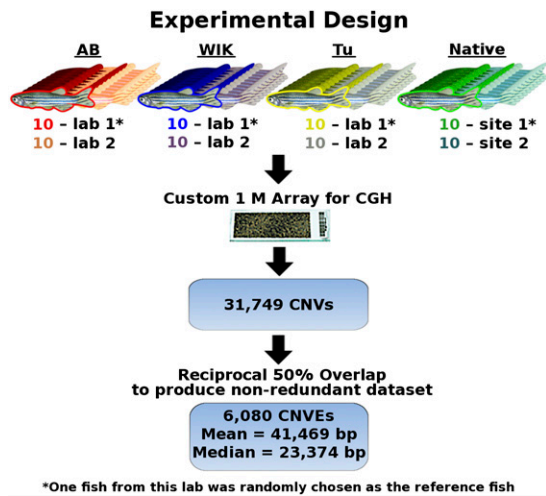 Experimental Design
AB WIK Tu Native
10 – lab 1* 10 – lab 1* 10 – lab 1* 10 – site 1*
10 – lab 2 10 – lab 2 10 – lab 2 10 – site 2
Custom 1 M Array for CGH
31,749 CNVs
Reciprocal 50% Overlap
to produce non-redundant dataset
6,080 CNVEs
Mean = 41,469 bp
Median = 23,374 bp
*One fish from this lab was randomly chosen as the reference fish